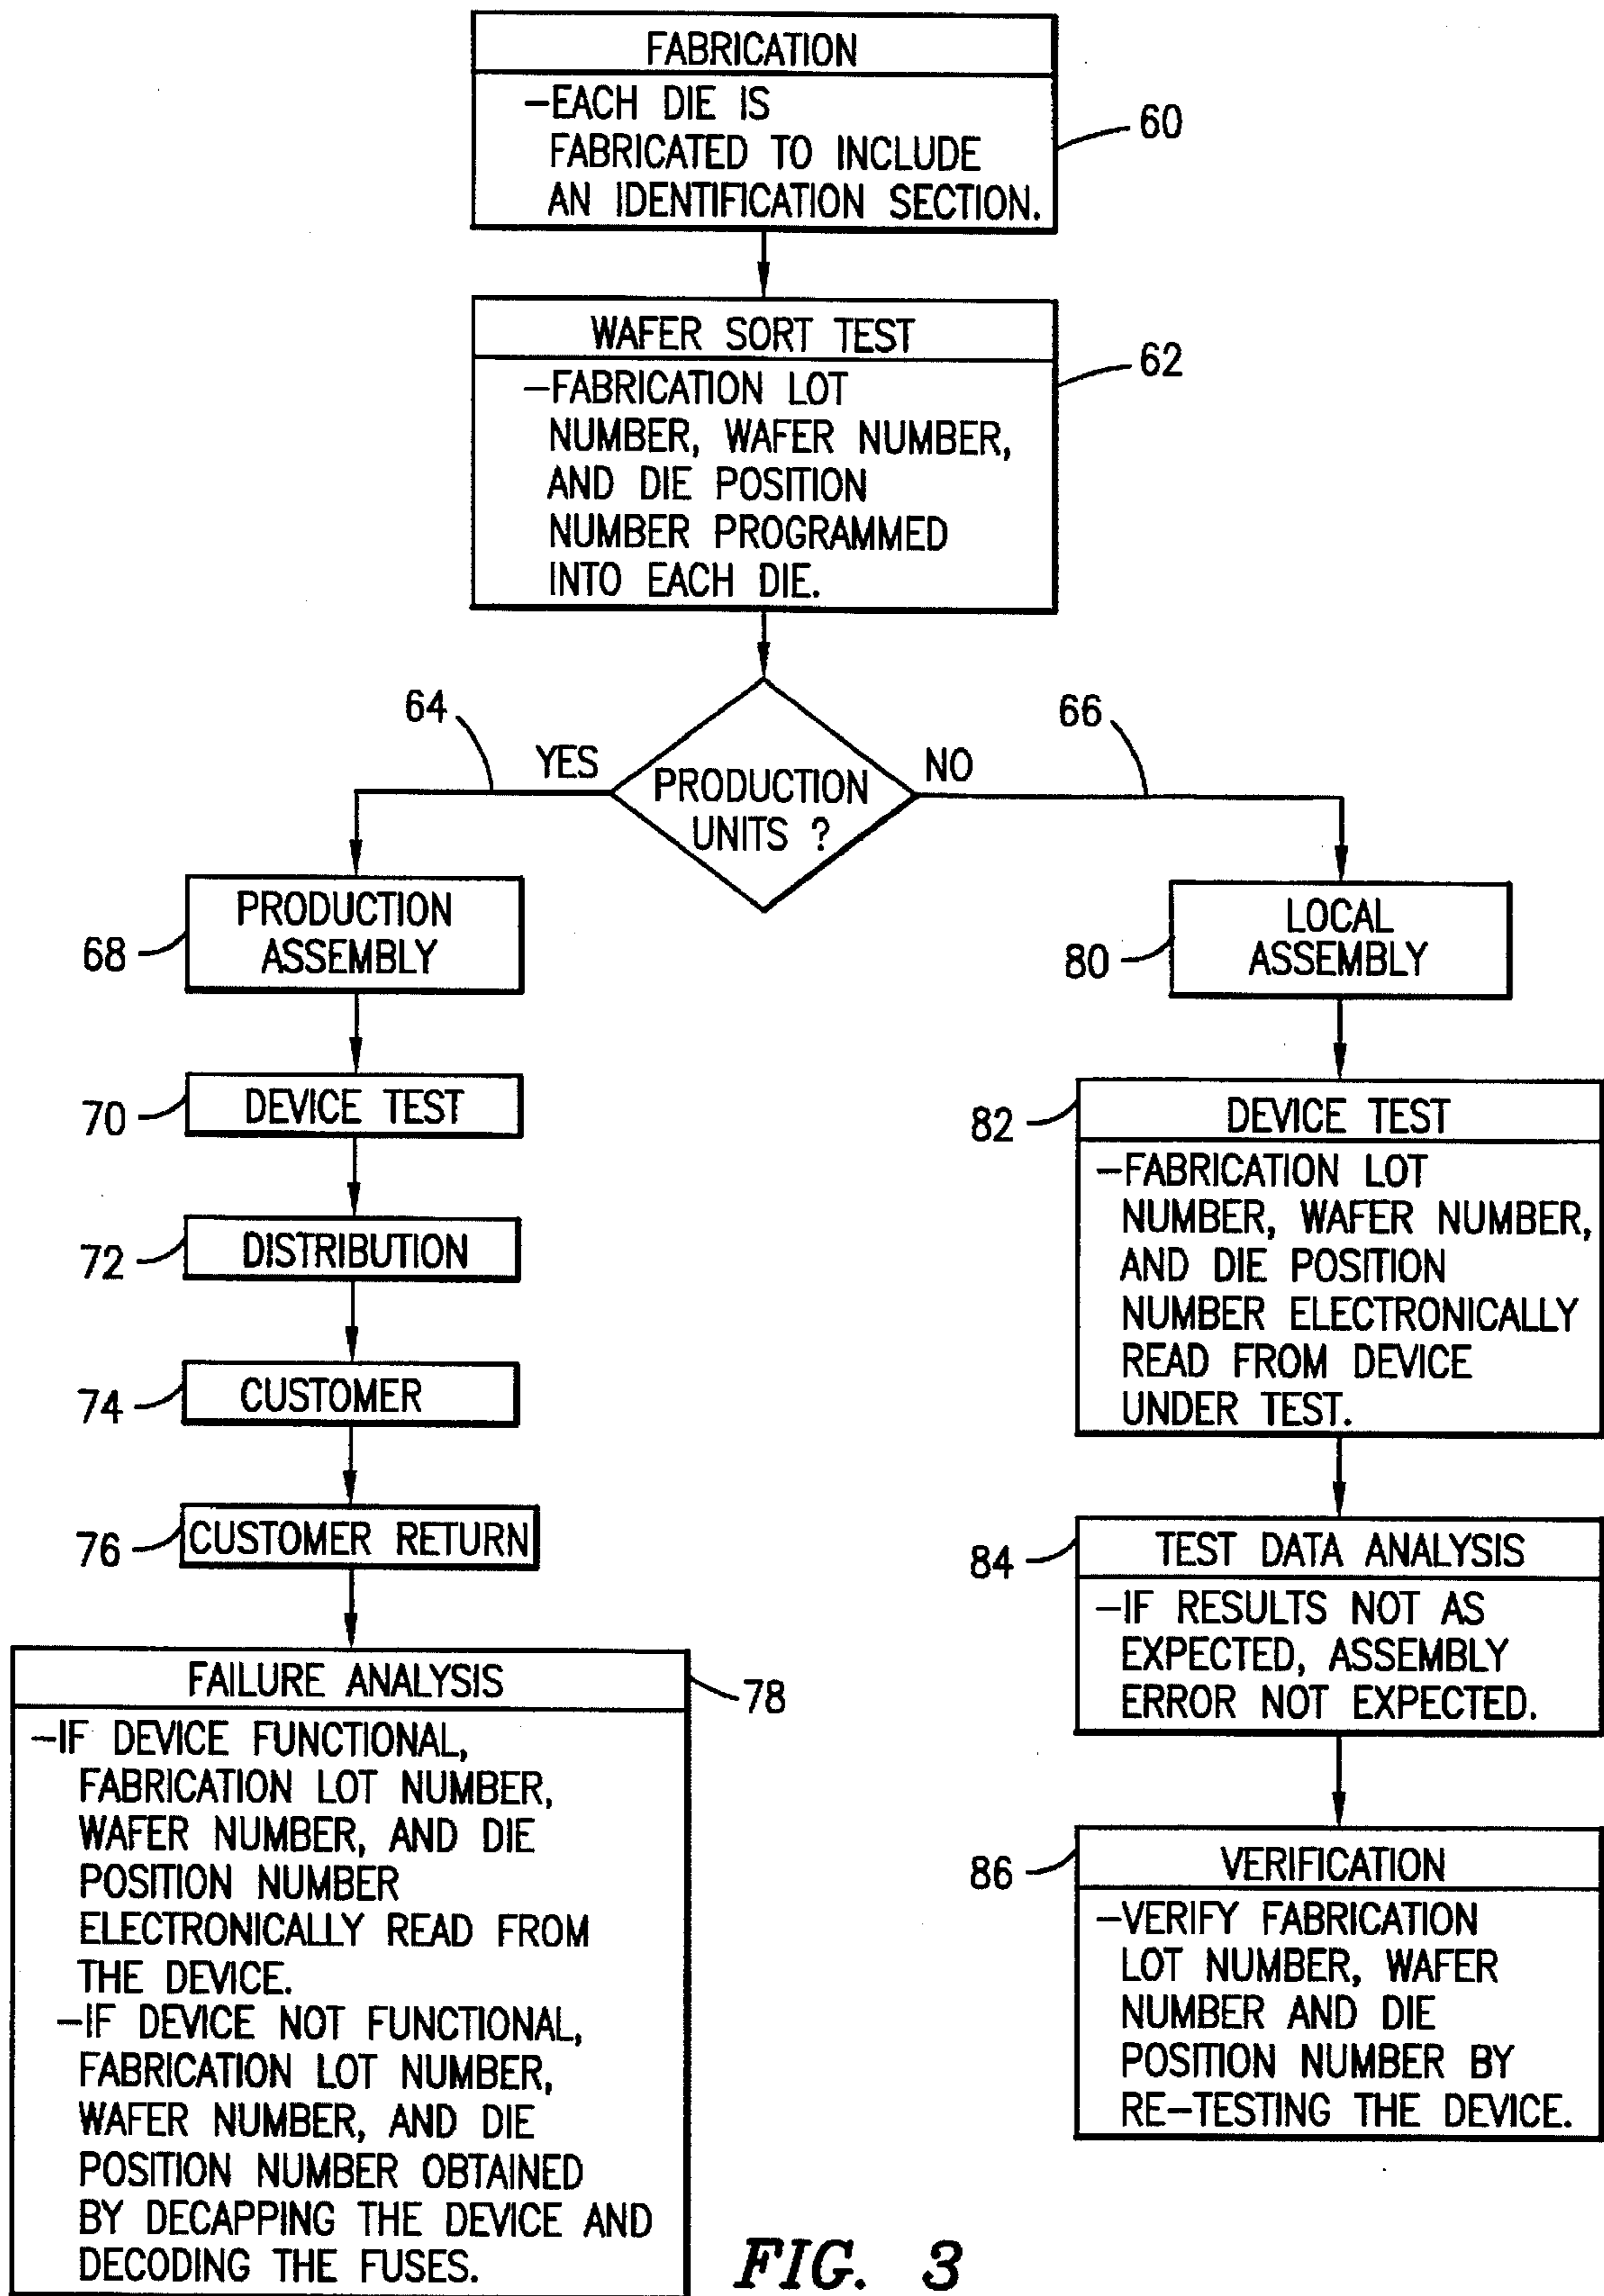 FABRICATION
-EACH DIE IS
FABRICATED TO INCLUDE
AN IDENTIFICATION SECTION.
60
WAFER SORT TEST
-FABRICATION LOT
NUMBER, WAFER NUMBER,
AND DIE POSITION
NUMBER PROGRAMMED
INTO EACH DIE.
62
64
YES
PRODUCTION
UNITS ?
NO
66
PRODUCTION
ASSEMBLY
68
DEVICE TEST
70
DISTRIBUTION
72
CUSTOMER
74
CUSTOMER RETURN
76
FAILURE ANALYSIS
78
-IF DEVICE FUNCTIONAL,
FABRICATION LOT NUMBER,
WAFER NUMBER, AND DIE
POSITION NUMBER
ELECTRONICALLY READ FROM
THE DEVICE.
-IF DEVICE NOT FUNCTIONAL,
FABRICATION LOT NUMBER,
WAFER NUMBER, AND DIE
POSITION NUMBER OBTAINED
BY DECAPPING THE DEVICE AND
DECODING THE FUSES.
LOCAL
ASSEMBLY
80
82
DEVICE TEST
-FABRICATION LOT
NUMBER, WAFER NUMBER,
AND DIE POSITION
NUMBER ELECTRONICALLY
READ FROM DEVICE
UNDER TEST.
84
TEST DATA ANALYSIS
-IF RESULTS NOT AS
EXPECTED, ASSEMBLY
ERROR NOT EXPECTED.
86
VERIFICATION
-VERIFY FABRICATION
LOT NUMBER, WAFER
NUMBER AND DIE
POSITION NUMBER BY
RE-TESTING THE DEVICE.
FIG. 3